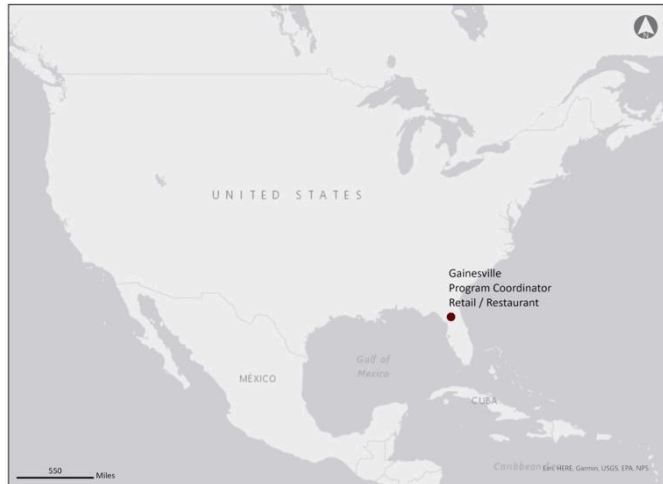 N
UNITED STATES
Gainesville
Program Coordinator
Retail / Restaurant
Gulf of
Mexico
MÉXICO
CUBA
Caribbean
550
Miles
Esri, HERE, Garmin, USGS, EPA, NPS